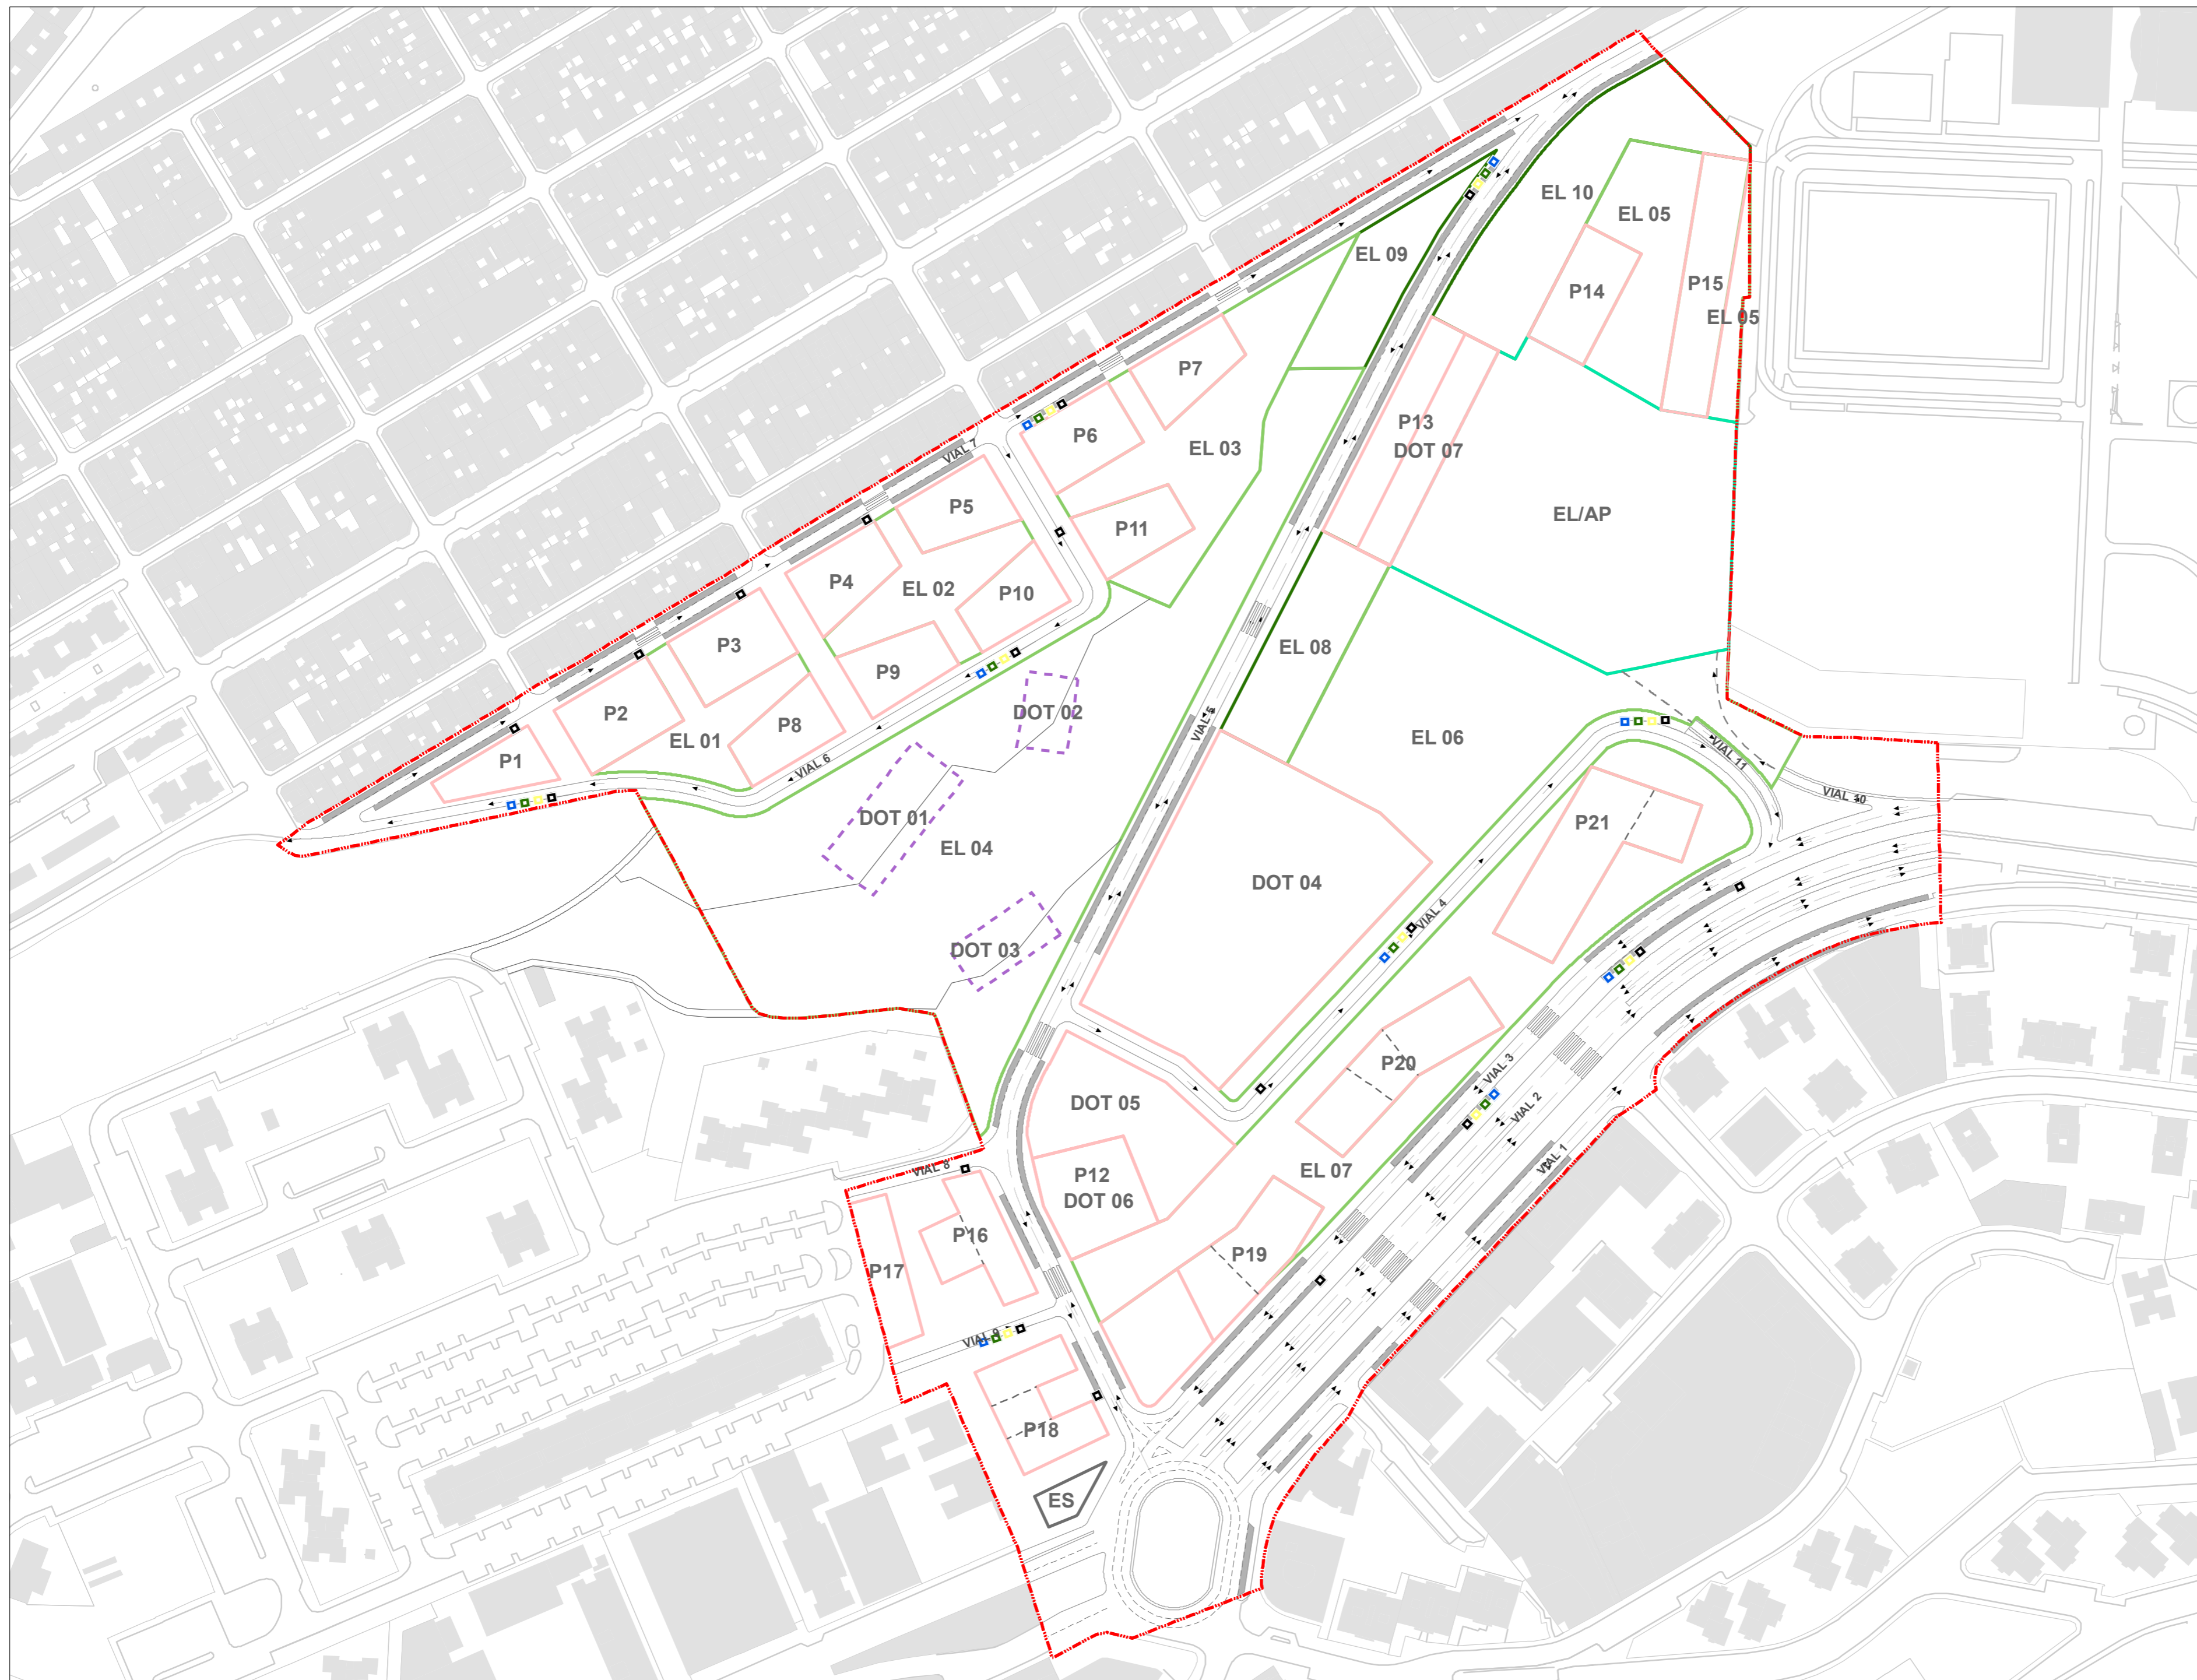 EL 10
EL 05
EL 09
P15
P14
EL 05
P7
P13
DOT 07
P6
EL 03
VIAL 7
P5
EL/AP
P11
P4
EL 02
P10
P3
EL 08
P9
P2
DOT 02
P8
VIAL 5
EL 06
EL 01
VIAL 11
P1
VIAL 6
VIAL 10
DOT 01
P21
EL 04
DOT 04
VIAL 4
DOT 03
P20
VIAL 3
DOT 05
VIAL 2
VIAL 1
VIAL 8
P12
DOT 06
EL 07
P16
P19
P17
VIAL 9
P18
ES